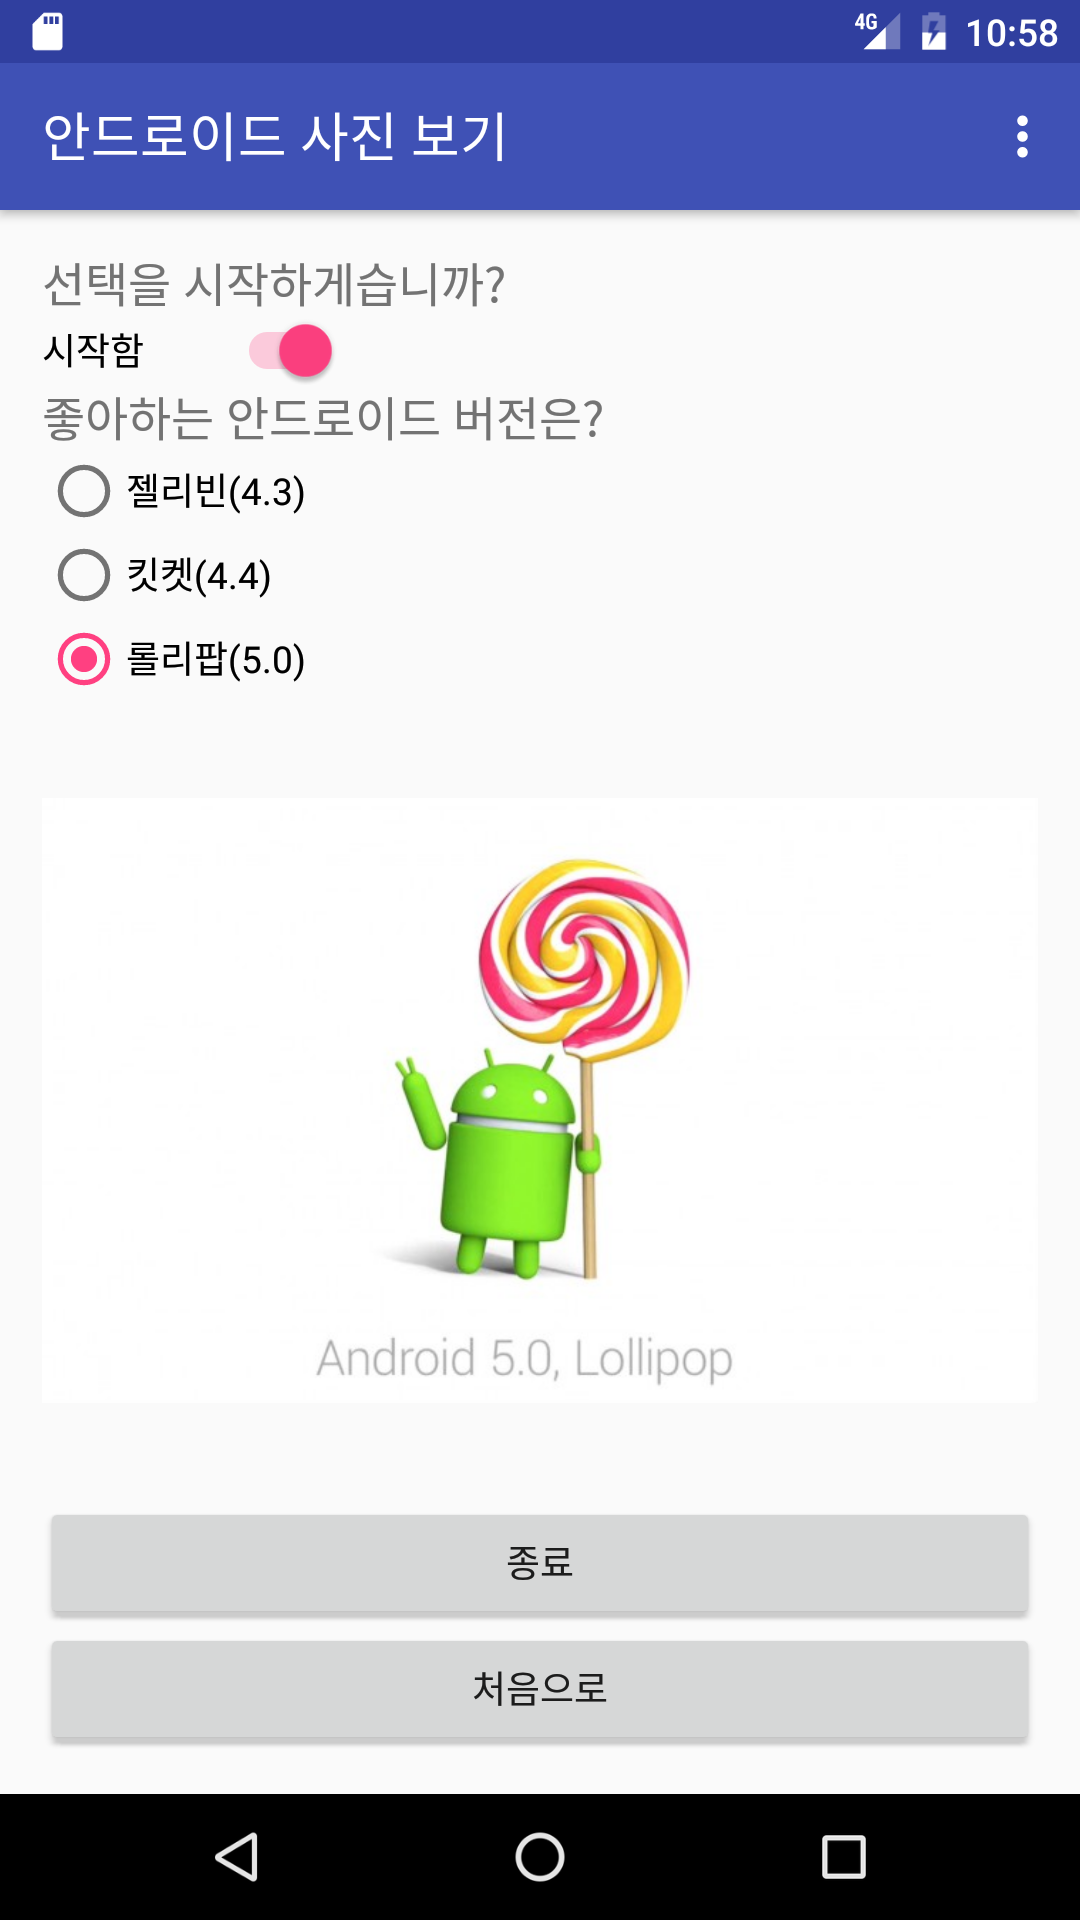 4G 10:58
안드로이드 사진 보기
선택을 시작하게습니까?
시작함
좋아하는 안드로이드 버전은?
젤리빈(4.3)
킷켓(4.4)
롤리팝(5.0)
Android 5.0, Lollipop
종료
처음으로